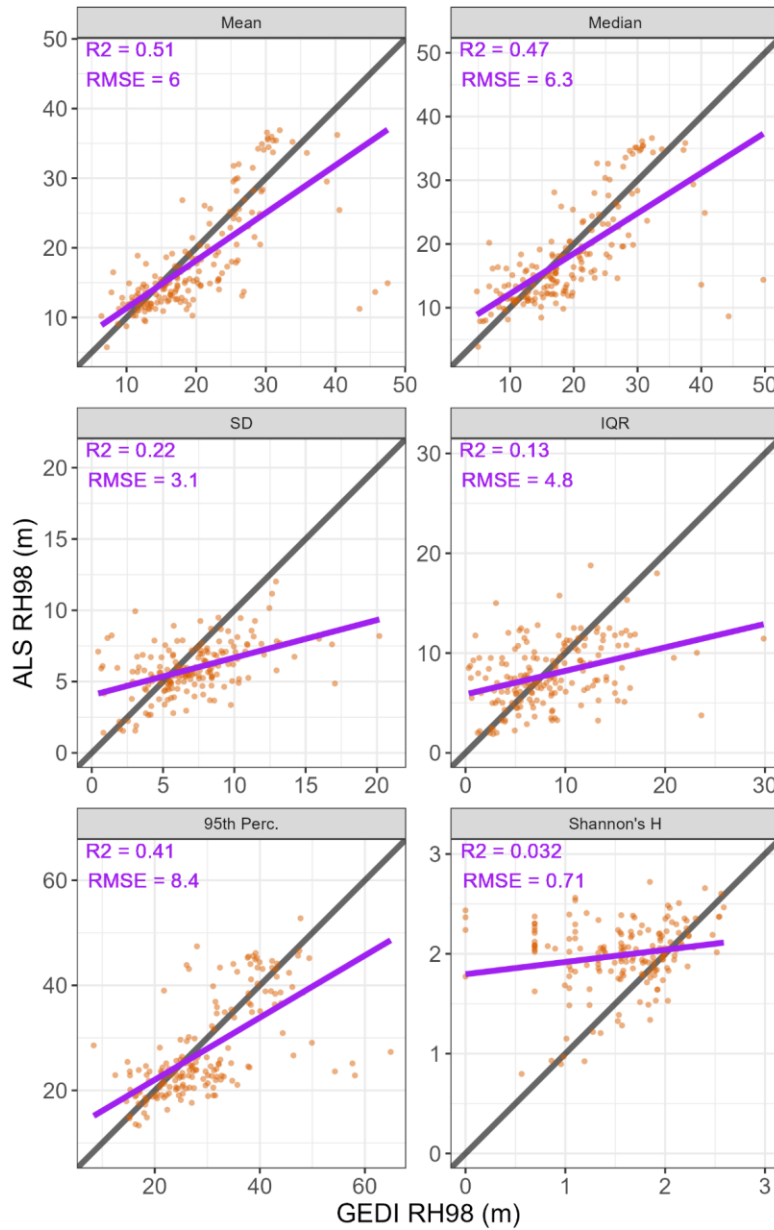 Mean
R2 = 0.51
RMSE = 6
50
40
30
20
10
10 20 30 40 50
Median
R2 = 0.47
RMSE = 6.3
50
40
30
20
10
10 20 30 40 50
SD
R2 = 0.22
RMSE = 3.1
20
15
10
5
0
0 5 10 15 20
IQR
R2 = 0.13
RMSE = 4.8
30
20
10
0
0 10 20 30
95th Perc.
R2 = 0.41
RMSE = 8.4
60
40
20
20 40 60
Shannon's H
R2 = 0.032
RMSE = 0.71
3
2
1
0
0 1 2 3
ALS RH98 (m)
GEDI RH98 (m)